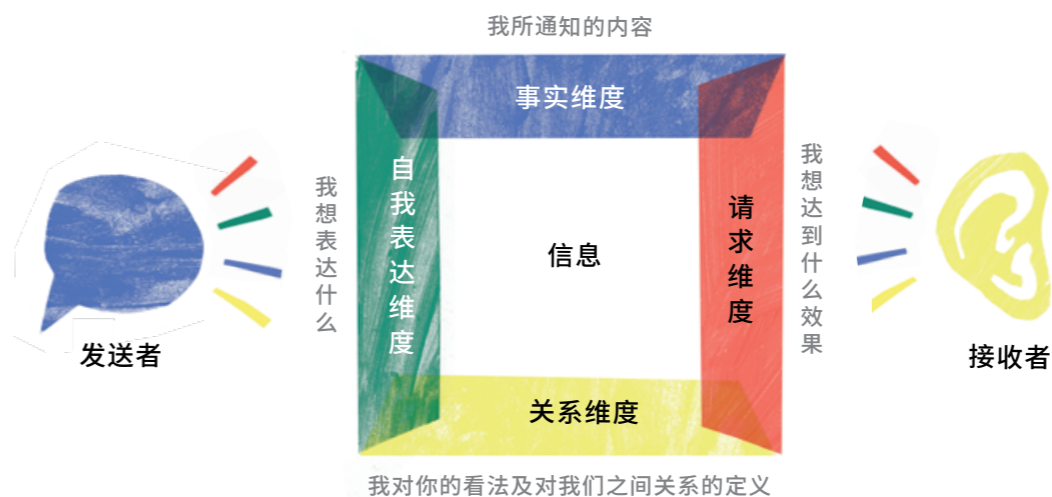 我所通知的内容
事实维度
我想表达什么
自我表达维度
信息
请求维度
我想达到什么效果
发送者
接收者
关系维度
我对你的看法及对我们之间关系的定义